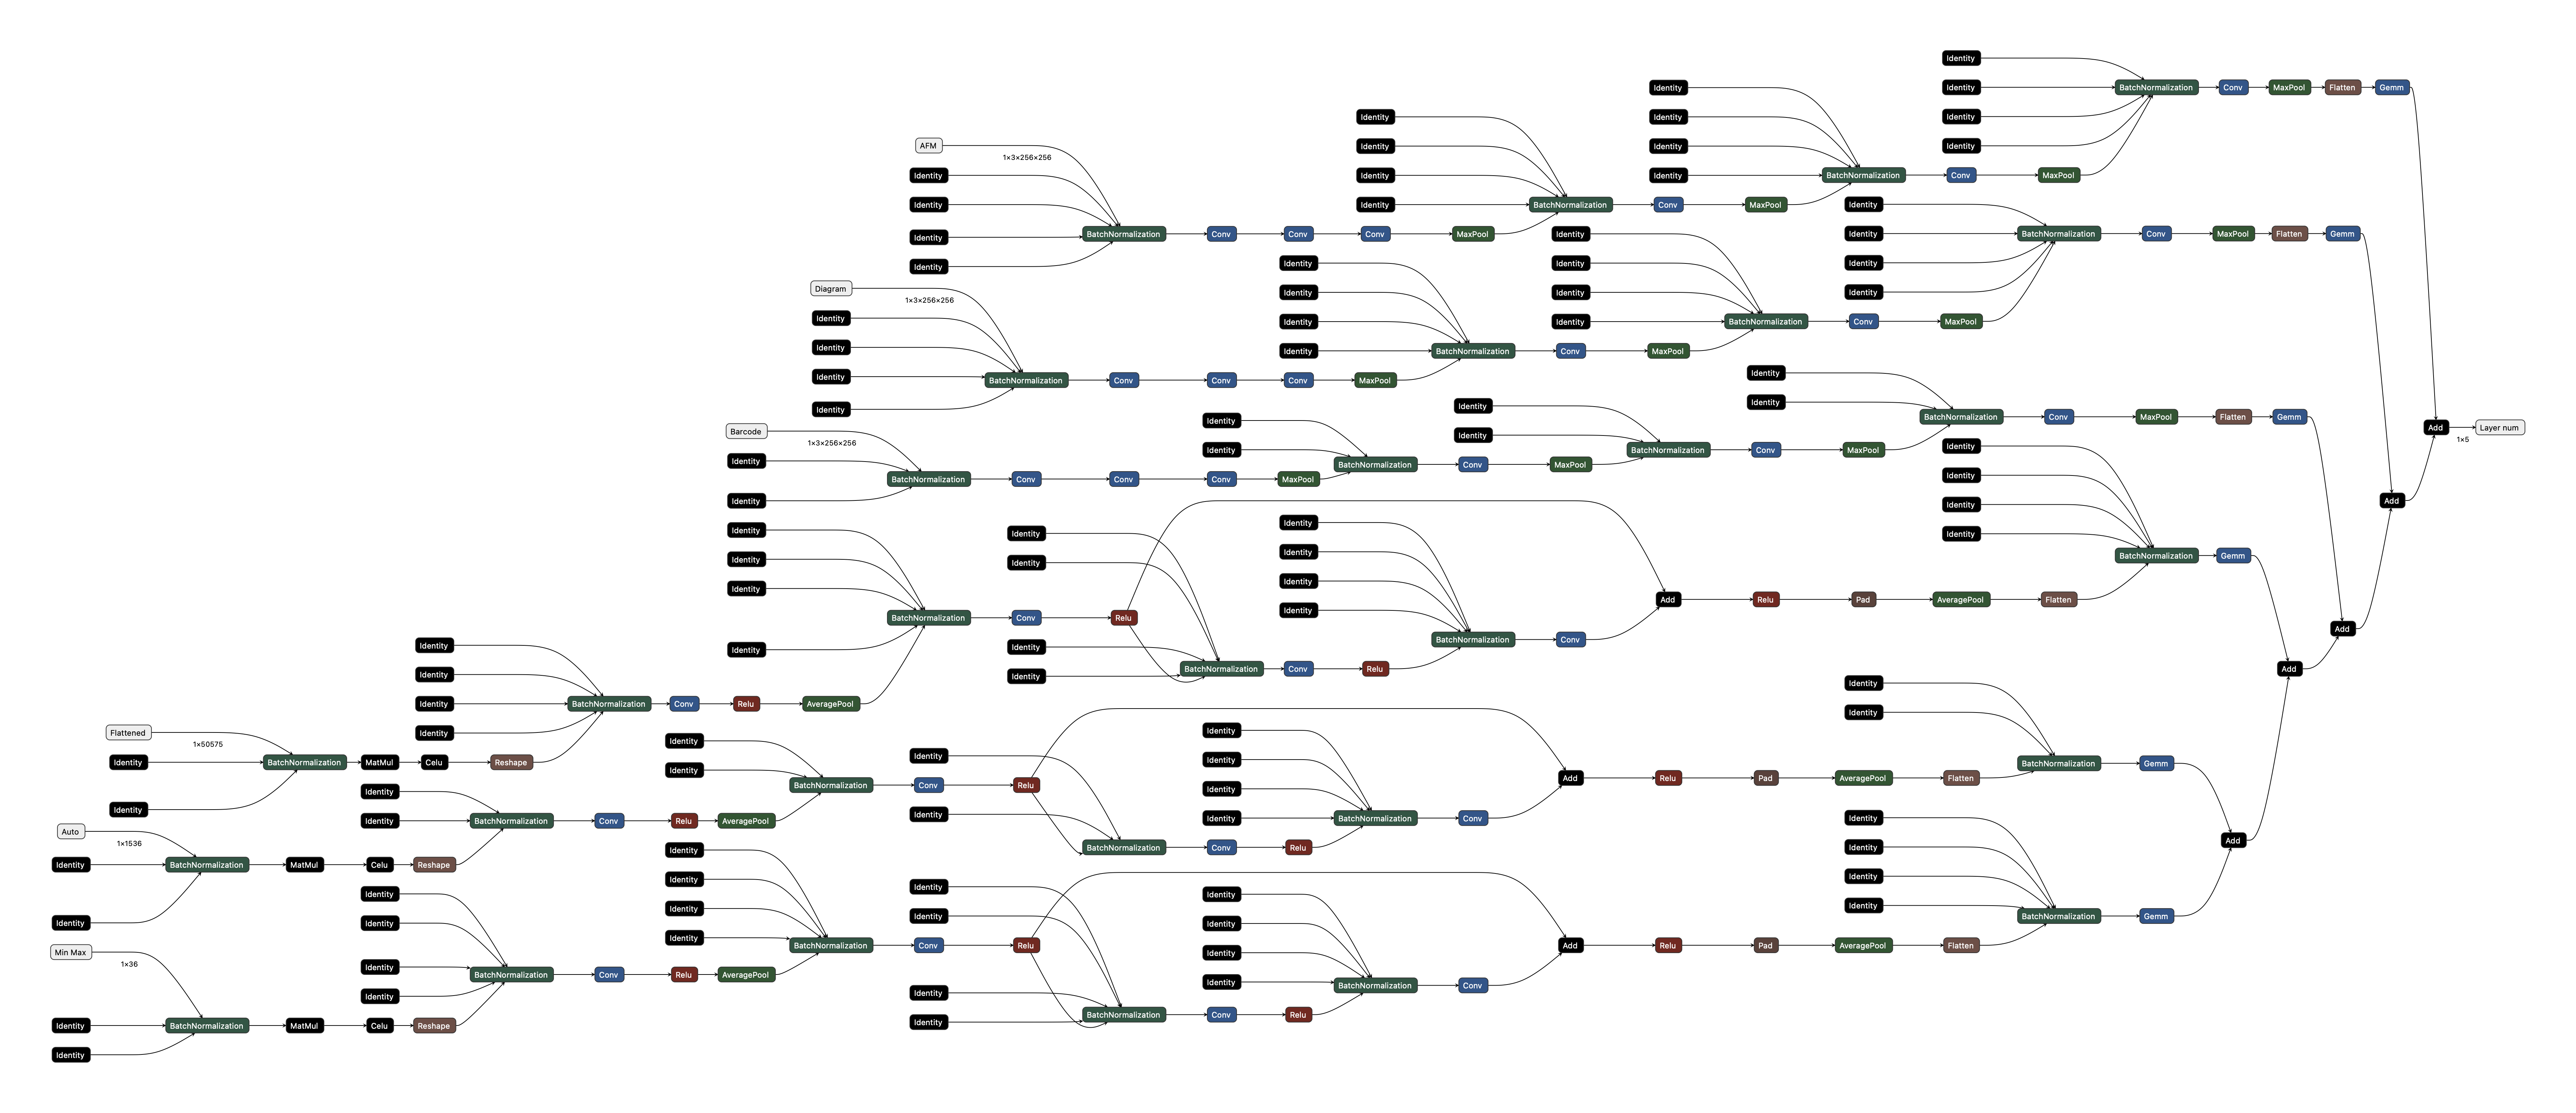 Identity
Identity Identity BatchNormalization Conv MaxPool Flatten Gemm
Identity Identity Identity
AFM Identity Identity Identity
1×3×256×256
Identity Identity Identity BatchNormalization Conv MaxPool
Identity Identity BatchNormalization Conv MaxPool Identity
Identity BatchNormalization Conv Conv Conv MaxPool Identity Identity BatchNormalization Conv MaxPool Flatten Gemm
Identity Identity Identity Identity
Diagram Identity Identity Identity
1×3×256×256
Identity Identity Identity BatchNormalization Conv MaxPool
Identity Identity BatchNormalization Conv MaxPool
Identity
Identity BatchNormalization Conv Conv Conv MaxPool
Identity Identity Identity
Identity BatchNormalization Conv MaxPool Flatten Gemm
Barcode Identity Add Layer num
1×3×256×256 Identity BatchNormalization Conv MaxPool Identity 1×5
Identity BatchNormalization Conv MaxPool
BatchNormalization Conv Conv Conv MaxPool Identity
Identity Identity Add
Identity Identity Identity Identity
Identity Identity Identity BatchNormalization Gemm
Identity Identity
Add Relu Pad AveragePool Flatten
BatchNormalization Conv Relu Identity
Add
Identity Identity Identity BatchNormalization Conv
Identity Identity BatchNormalization Conv Relu Add
Identity
Identity BatchNormalization Conv Relu AveragePool Identity
Flattened Identity Identity
1×50575 Identity
Identity BatchNormalization MatMul Celu Reshape Identity Identity BatchNormalization Gemm
Identity Add Relu Pad AveragePool Flatten
Identity BatchNormalization Conv Relu Identity
Identity Identity Identity BatchNormalization Conv Identity
Identity BatchNormalization Conv Relu AveragePool
Auto Add
1×1536 Identity BatchNormalization Conv Relu Identity
Identity BatchNormalization MatMul Celu Reshape
Identity Identity
Identity Identity Identity
Identity Identity
Identity Identity Identity Identity BatchNormalization Gemm
Identity BatchNormalization Conv Relu Add Relu Pad AveragePool Flatten
Min Max Identity
1×36 Identity BatchNormalization Conv Relu AveragePool
Identity BatchNormalization Conv
Identity Identity
Identity BatchNormalization MatMul Celu Reshape Identity BatchNormalization Conv Relu
Identity